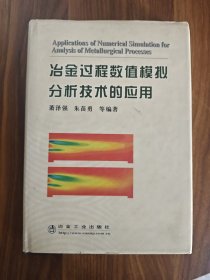 Applications of Numerical Simulation for
Analysis of Metallurgical Processes
冶金过程数值模拟
分析技术的应用
萧泽强 朱苗勇 等编著
冶金工业出版社